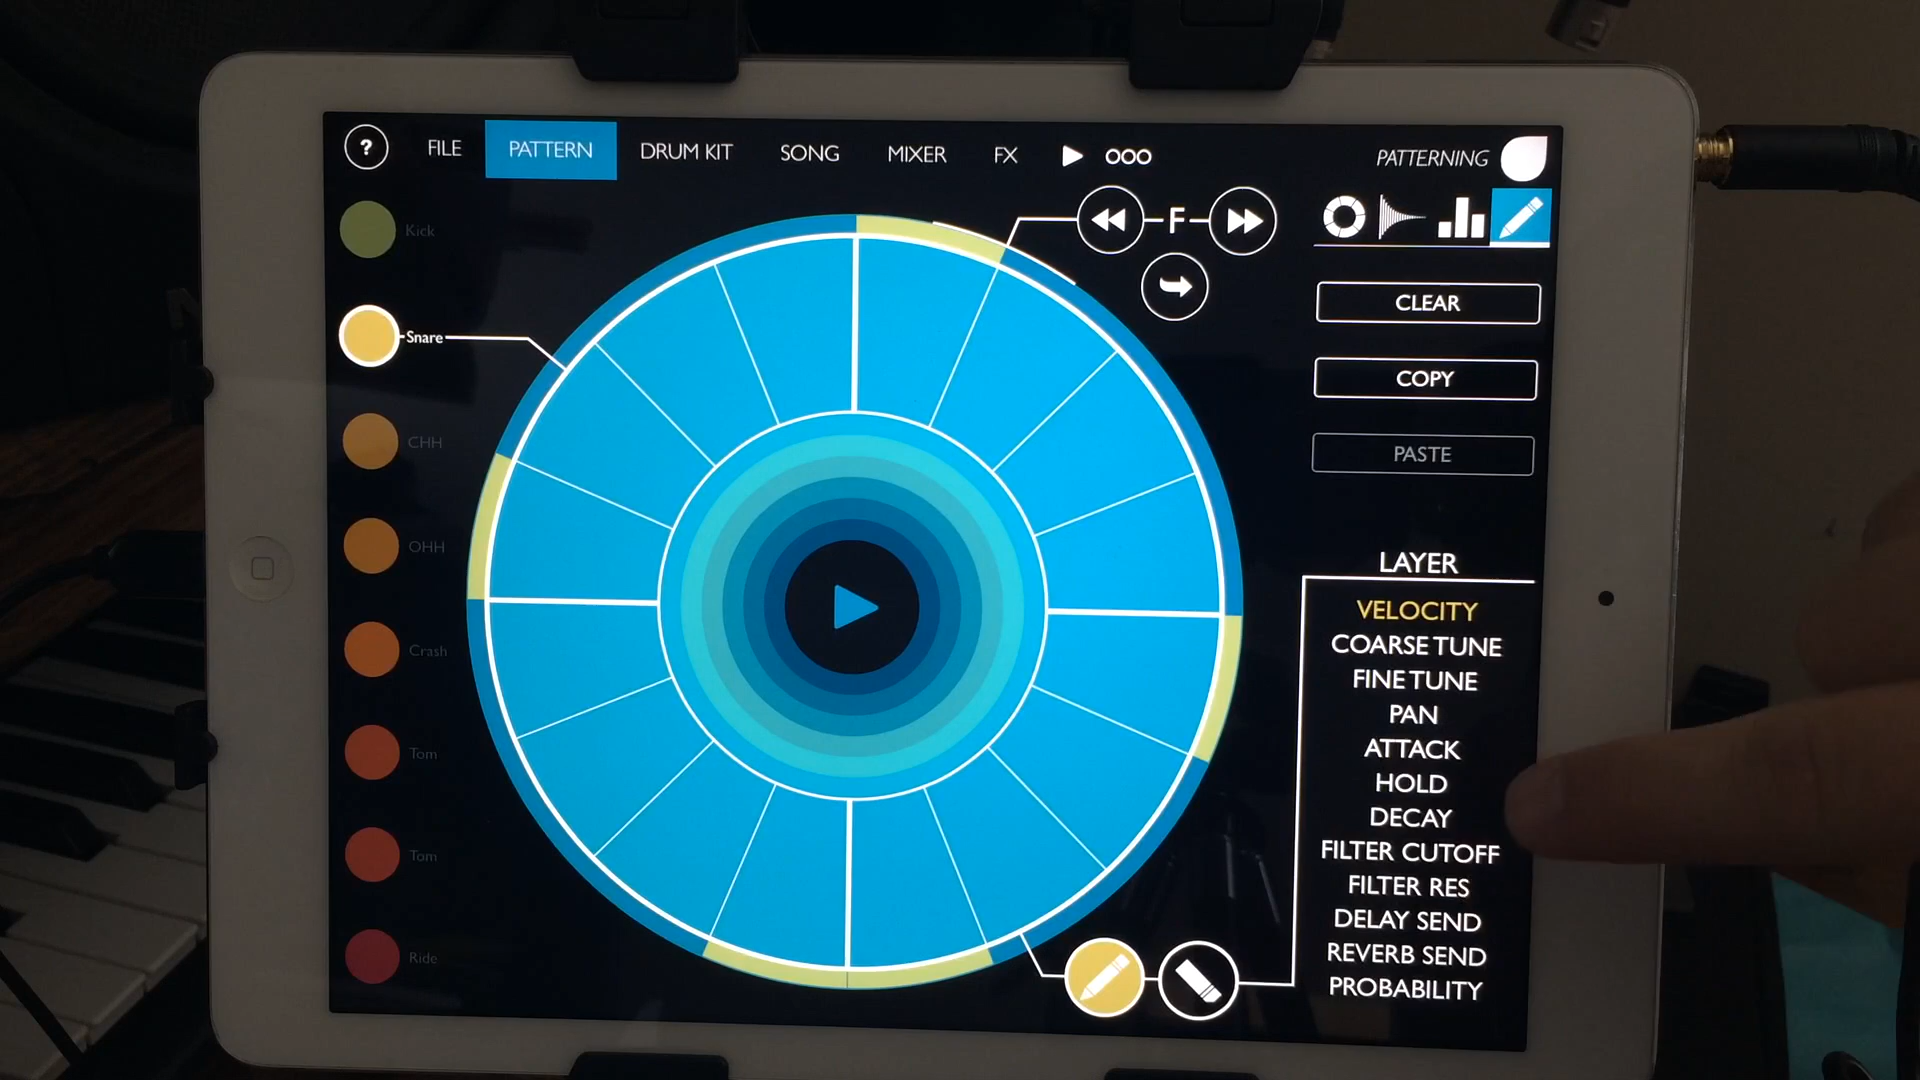 ? FILE PATTERN DRUM KIT SONG MIXER FX OOO PATTERNING
F
Kick
Snare
CHH
OHH
Crash
Tom
Tom
Ride
CLEAR
COPY
PASTE
LAYER
VELOCITY
COARSE TUNE
FINE TUNE
PAN
ATTACK
HOLD
DECAY
FILTER CUTOFF
FILTER RES
DELAY SEND
REVERB SEND
PROBABILITY